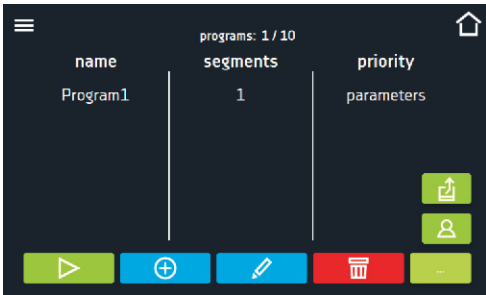 programs: 1 / 10
name segments priority
Program1 1 parameters
...